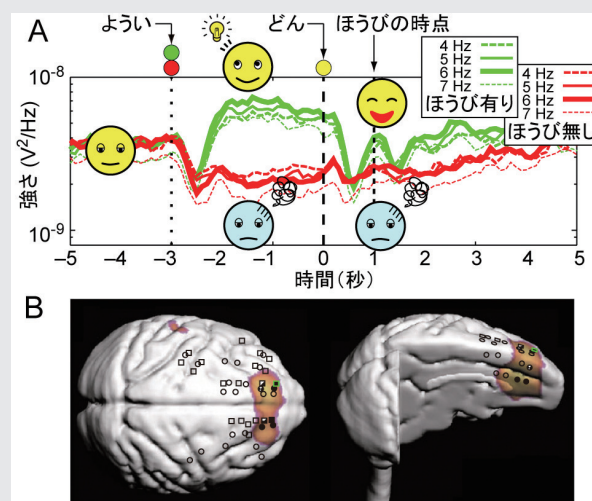 A
ようい
どん
ほうびの時点
4 Hz
5 Hz
6 Hz
7 Hz
ほうび有り
4 Hz
5 Hz
6 Hz
7 Hz
ほうび無し
強さ (V²/Hz)
10⁻⁸
10⁻⁹
−5 −4 −3 −2 −1 0 1 2 3 4 5
時間(秒)
B